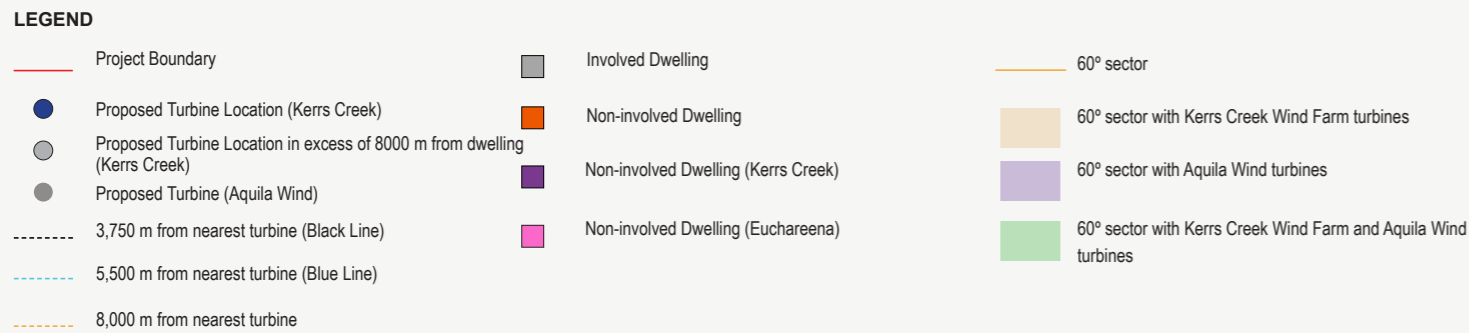 LEGEND
Project Boundary
Proposed Turbine Location (Kerrs Creek)
Proposed Turbine Location in excess of 8000 m from dwelling
(Kerrs Creek)
Proposed Turbine (Aquila Wind)
3,750 m from nearest turbine (Black Line)
5,500 m from nearest turbine (Blue Line)
8,000 m from nearest turbine
Involved Dwelling
Non-involved Dwelling
Non-involved Dwelling (Kerrs Creek)
Non-involved Dwelling (Euchareena)
60º sector
60º sector with Kerrs Creek Wind Farm turbines
60º sector with Aquila Wind turbines
60º sector with Kerrs Creek Wind Farm and Aquila Wind
turbines